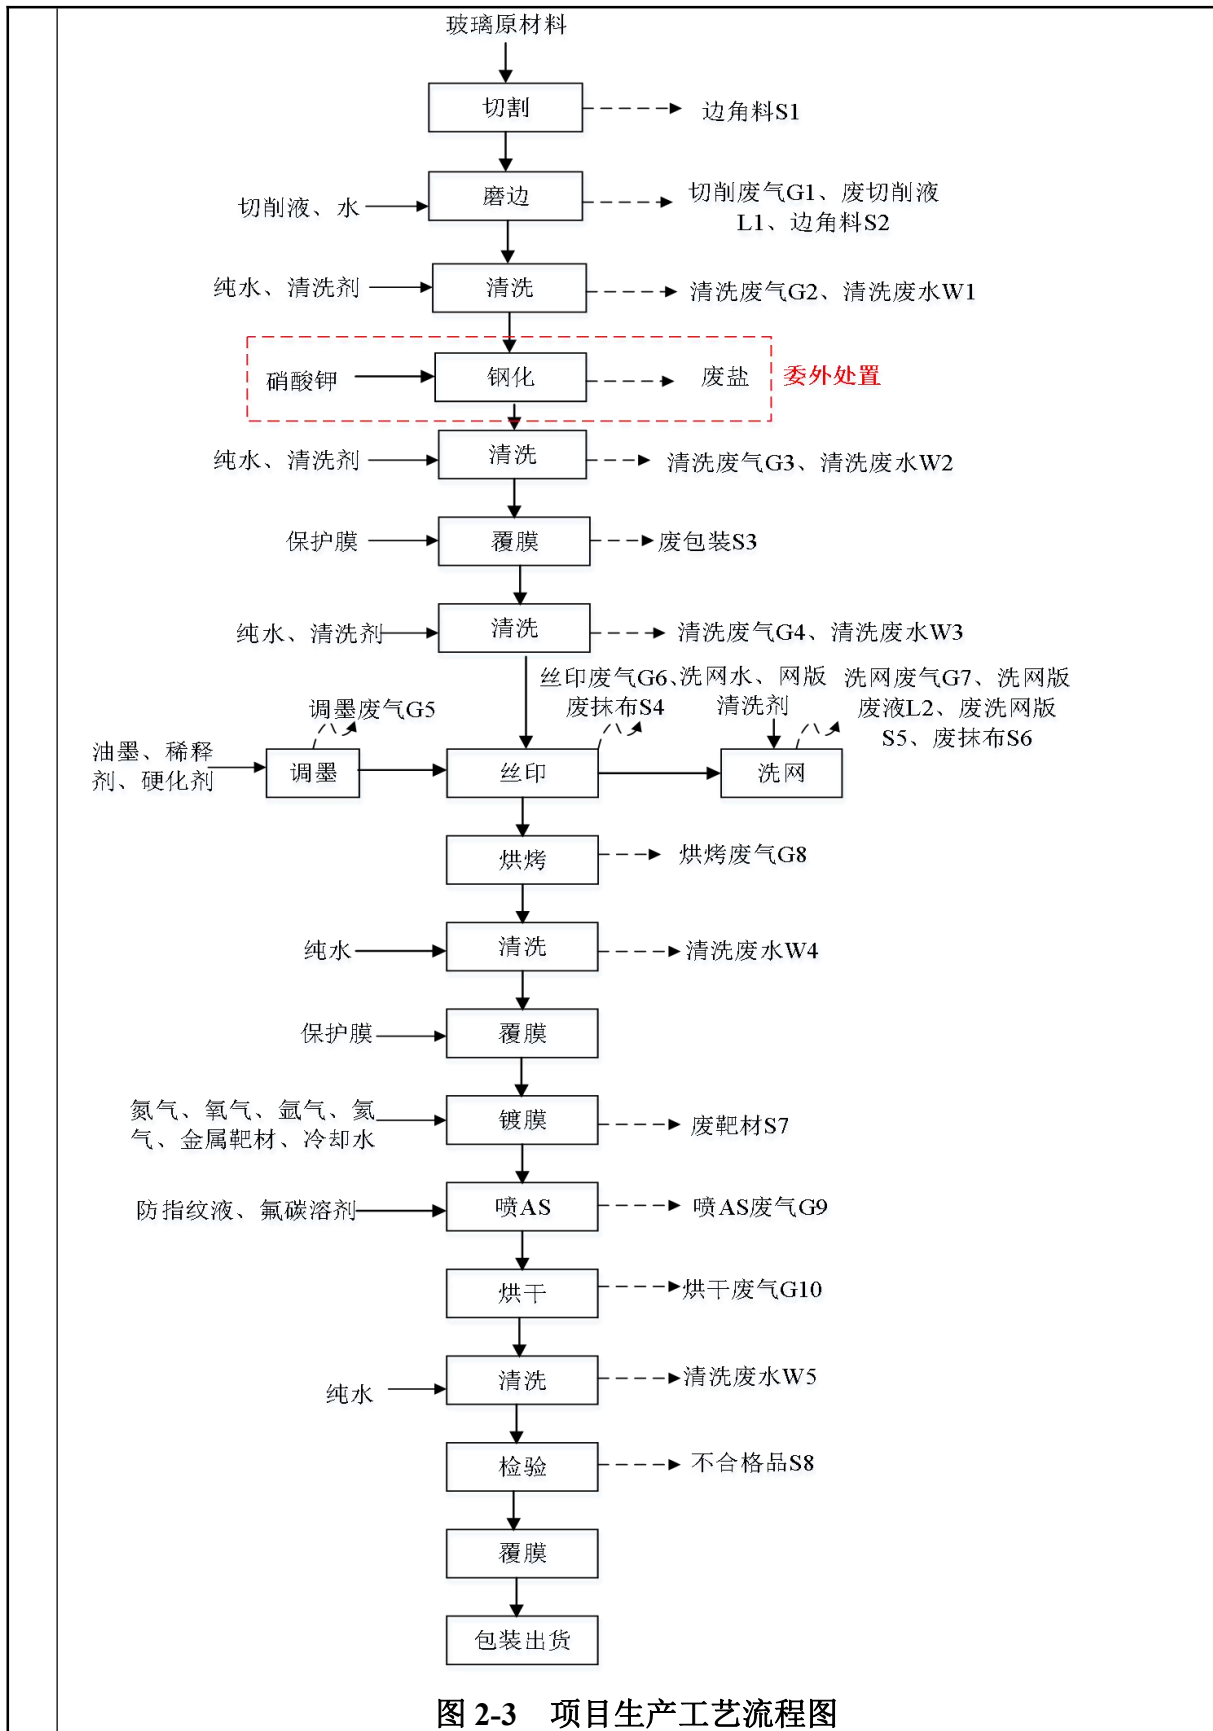 玻璃原材料
切割
边角料S1
切削液、水
磨边
切削废气G1、废切削液
L1、边角料S2
纯水、清洗剂
清洗
清洗废气G2、清洗废水W1
硝酸钾
钢化
废盐
委外处置
纯水、清洗剂
清洗
清洗废气G3、清洗废水W2
保护膜
覆膜
废包装S3
纯水、清洗剂
清洗
清洗废气G4、清洗废水W3
调墨废气G5
丝印废气G6、
废抹布S4
洗网水、网版
清洗剂
洗网废气G7、洗网版
废液L2、废洗网版
S5、废抹布S6
油墨、稀释
剂、硬化剂
调墨
丝印
洗网
烘烤
烘烤废气G8
纯水
清洗
清洗废水W4
保护膜
覆膜
氮气、氧气、氩气、氦
气、金属靶材、冷却水
镀膜
废靶材S7
防指纹液、氟碳溶剂
喷AS
喷AS废气G9
烘干
烘干废气G10
纯水
清洗
清洗废水W5
检验
不合格品S8
覆膜
包装出货
图 2-3 项目生产工艺流程图